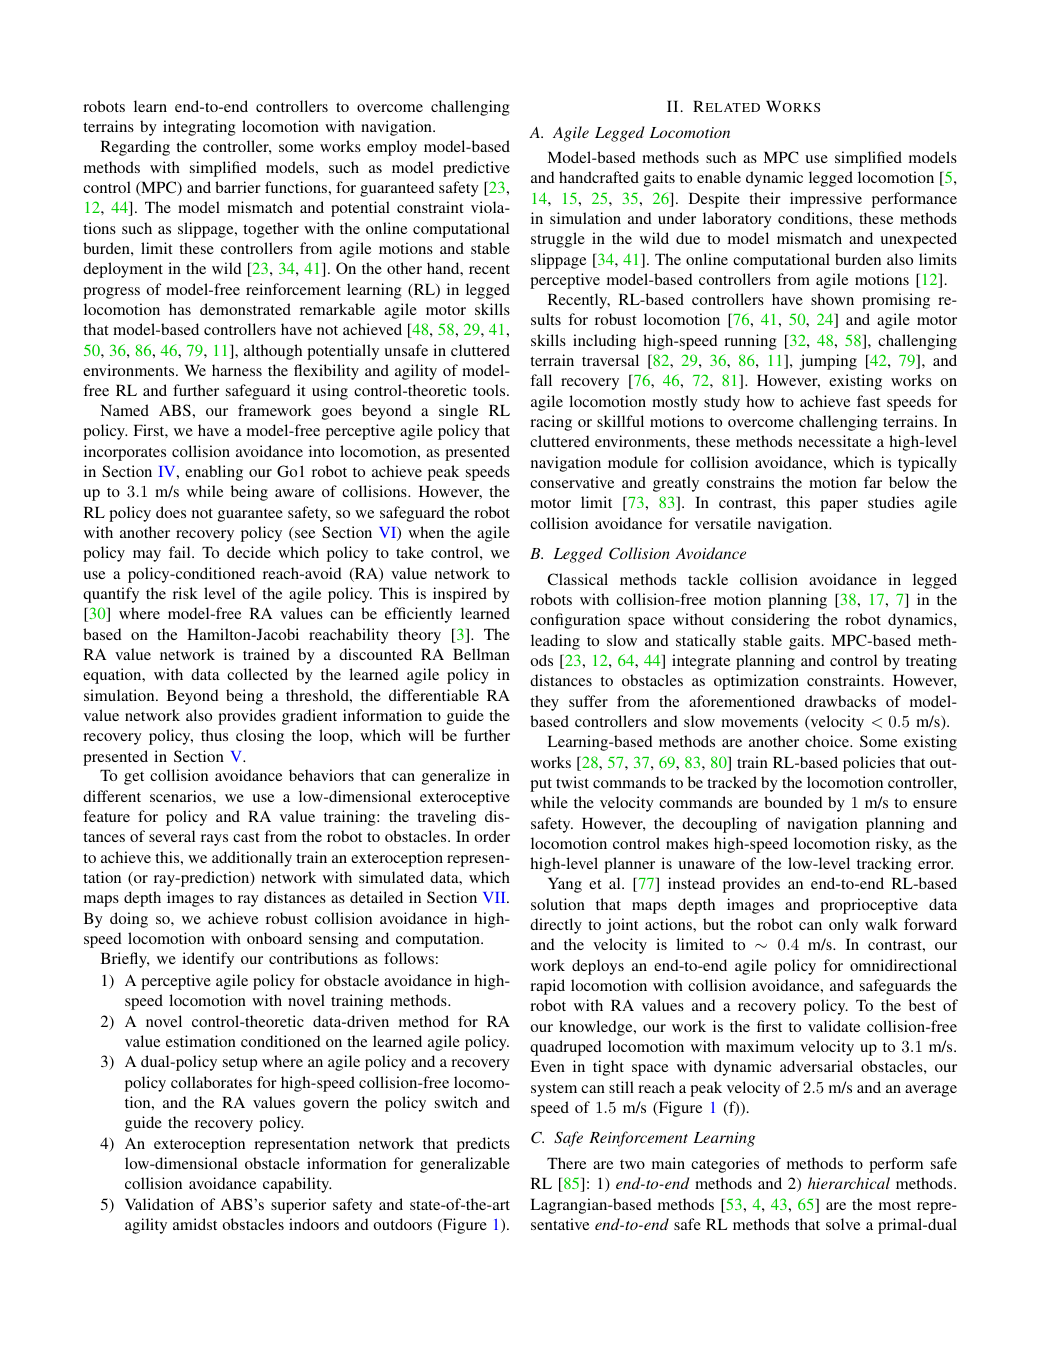 robots learn end-to-end controllers to overcome challenging
terrains by integrating locomotion with navigation.
Regarding the controller, some works employ model-based
methods with simplified models, such as model predictive
control (MPC) and barrier functions, for guaranteed safety [23,
12, 44]. The model mismatch and potential constraint viola-
tions such as slippage, together with the online computational
burden, limit these controllers from agile motions and stable
deployment in the wild [23, 34, 41]. On the other hand, recent
progress of model-free reinforcement learning (RL) in legged
locomotion has demonstrated remarkable agile motor skills
that model-based controllers have not achieved [48, 58, 29, 41,
50, 36, 86, 46, 79, 11], although potentially unsafe in cluttered
environments. We harness the flexibility and agility of model-
free RL and further safeguard it using control-theoretic tools.
Named ABS, our framework goes beyond a single RL
policy. First, we have a model-free perceptive agile policy that
incorporates collision avoidance into locomotion, as presented
in Section IV, enabling our Go1 robot to achieve peak speeds
up to 3.1 m/s while being aware of collisions. However, the
RL policy does not guarantee safety, so we safeguard the robot
with another recovery policy (see Section VI) when the agile
policy may fail. To decide which policy to take control, we
use a policy-conditioned reach-avoid (RA) value network to
quantify the risk level of the agile policy. This is inspired by
[30] where model-free RA values can be efficiently learned
based on the Hamilton-Jacobi reachability theory [3]. The
RA value network is trained by a discounted RA Bellman
equation, with data collected by the learned agile policy in
simulation. Beyond being a threshold, the differentiable RA
value network also provides gradient information to guide the
recovery policy, thus closing the loop, which will be further
presented in Section V.
To get collision avoidance behaviors that can generalize in
different scenarios, we use a low-dimensional exteroceptive
feature for policy and RA value training: the traveling dis-
tances of several rays cast from the robot to obstacles. In order
to achieve this, we additionally train an exteroception represen-
tation (or ray-prediction) network with simulated data, which
maps depth images to ray distances as detailed in Section VII.
By doing so, we achieve robust collision avoidance in high-
speed locomotion with onboard sensing and computation.
Briefly, we identify our contributions as follows:
1) A perceptive agile policy for obstacle avoidance in high-
speed locomotion with novel training methods.
2) A novel control-theoretic data-driven method for RA
value estimation conditioned on the learned agile policy.
3) A dual-policy setup where an agile policy and a recovery
policy collaborates for high-speed collision-free locomo-
tion, and the RA values govern the policy switch and
guide the recovery policy.
4) An exteroception representation network that predicts
low-dimensional obstacle information for generalizable
collision avoidance capability.
5) Validation of ABS's superior safety and state-of-the-art
agility amidst obstacles indoors and outdoors (Figure 1).
II. RELATED WORKS
A. Agile Legged Locomotion
Model-based methods such as MPC use simplified models
and handcrafted gaits to enable dynamic legged locomotion [5,
14, 15, 25, 35, 26]. Despite their impressive performance
in simulation and under laboratory conditions, these methods
struggle in the wild due to model mismatch and unexpected
slippage [34, 41]. The online computational burden also limits
perceptive model-based controllers from agile motions [12].
Recently, RL-based controllers have shown promising re-
sults for robust locomotion [76, 41, 50, 24] and agile motor
skills including high-speed running [32, 48, 58], challenging
terrain traversal [82, 29, 36, 86, 11], jumping [42, 79], and
fall recovery [76, 46, 72, 81]. However, existing works on
agile locomotion mostly study how to achieve fast speeds for
racing or skillful motions to overcome challenging terrains. In
cluttered environments, these methods necessitate a high-level
navigation module for collision avoidance, which is typically
conservative and greatly constrains the motion far below the
motor limit [73, 83]. In contrast, this paper studies agile
collision avoidance for versatile navigation.
B. Legged Collision Avoidance
Classical methods tackle collision avoidance in legged
robots with collision-free motion planning [38, 17, 7] in the
configuration space without considering the robot dynamics,
leading to slow and statically stable gaits. MPC-based meth-
ods [23, 12, 64, 44] integrate planning and control by treating
distances to obstacles as optimization constraints. However,
they suffer from the aforementioned drawbacks of model-
based controllers and slow movements (velocity < 0.5 m/s).
Learning-based methods are another choice. Some existing
works [28, 57, 37, 69, 83, 80] train RL-based policies that out-
put twist commands to be tracked by the locomotion controller,
while the velocity commands are bounded by 1 m/s to ensure
safety. However, the decoupling of navigation planning and
locomotion control makes high-speed locomotion risky, as the
high-level planner is unaware of the low-level tracking error.
Yang et al. [77] instead provides an end-to-end RL-based
solution that maps depth images and proprioceptive data
directly to joint actions, but the robot can only walk forward
and the velocity is limited to ∼ 0.4 m/s. In contrast, our
work deploys an end-to-end agile policy for omnidirectional
rapid locomotion with collision avoidance, and safeguards the
robot with RA values and a recovery policy. To the best of
our knowledge, our work is the first to validate collision-free
quadruped locomotion with maximum velocity up to 3.1 m/s.
Even in tight space with dynamic adversarial obstacles, our
system can still reach a peak velocity of 2.5 m/s and an average
speed of 1.5 m/s (Figure 1 (f)).
C. Safe Reinforcement Learning
There are two main categories of methods to perform safe
RL [85]: 1) end-to-end methods and 2) hierarchical methods.
Lagrangian-based methods [53, 4, 43, 65] are the most repre-
sentative end-to-end safe RL methods that solve a primal-dual